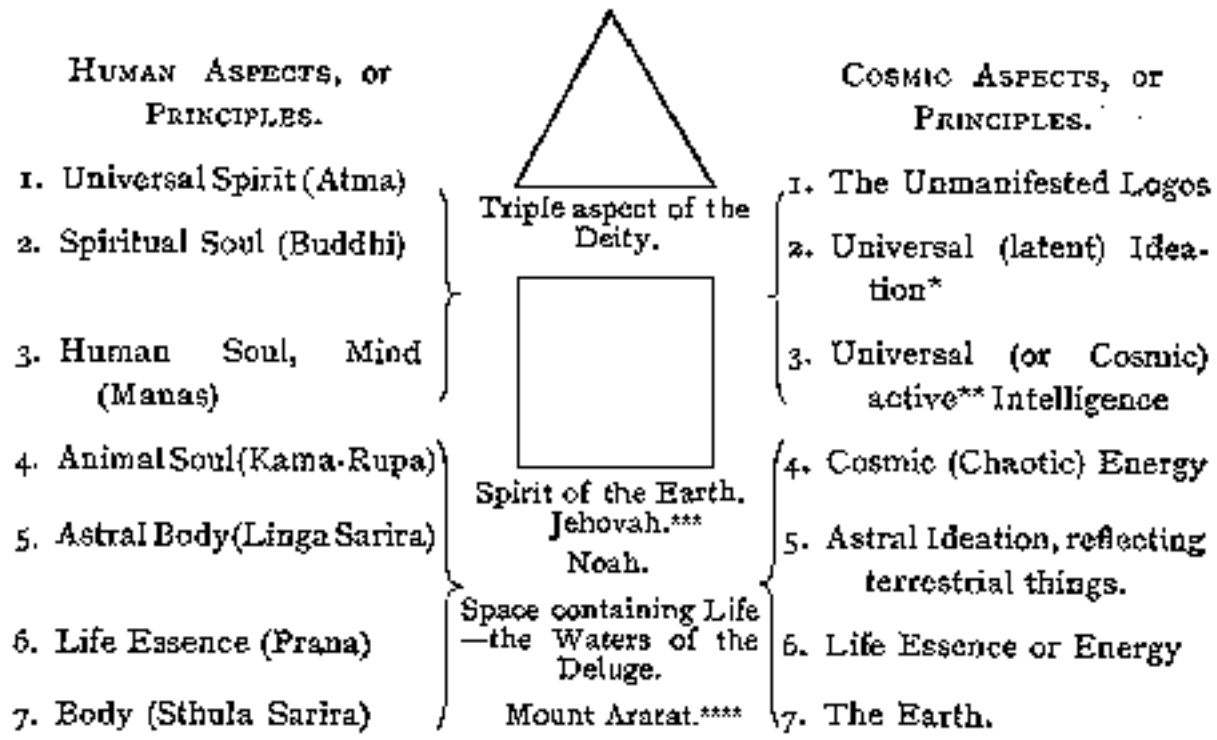 HUMAN ASPECTS, or
PRINCIPLES.
1. Universal Spirit (Atma)
2. Spiritual Soul (Buddhi)
3. Human Soul, Mind
(Manas)
4. Animal Soul (Kama-Rupa)
5. Astral Body (Linga Sarira)
6. Life Essence (Prana)
7. Body (Sthula Sarira)
Triple aspect of the
Deity.
Spirit of the Earth.
Jehovah.***
Noah.
Space containing Life
—the Waters of the
Deluge.
Mount Ararat.****
COSMIC ASPECTS, or
PRINCIPLES.
1. The Unmanifested Logos
2. Universal (latent) Idea-
tion*
3. Universal (or Cosmic)
active** Intelligence
4. Cosmic (Chaotic) Energy
5. Astral Ideation, reflecting
terrestrial things.
6. Life Essence or Energy
7. The Earth.